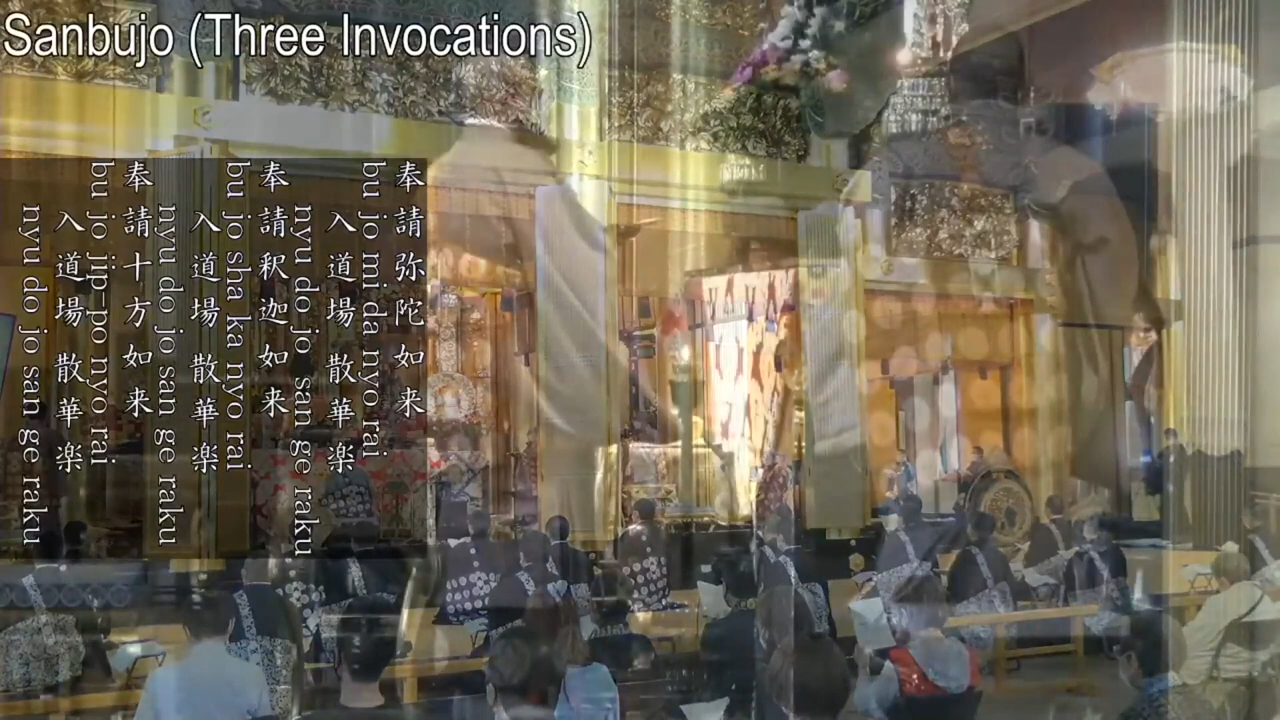 Sanbujo (Three Invocations)
奉請弥陀如来
bu jo mi da nyo rai
入道場 散華楽
nyu do jo san ge raku
奉請釈迦如来
bu jo sha ka nyo rai
入道場 散華楽
nyu do jo san ge raku
奉請十方如来
bu jo jip-po nyo rai
入道場 散華楽
nyu do jo san ge raku